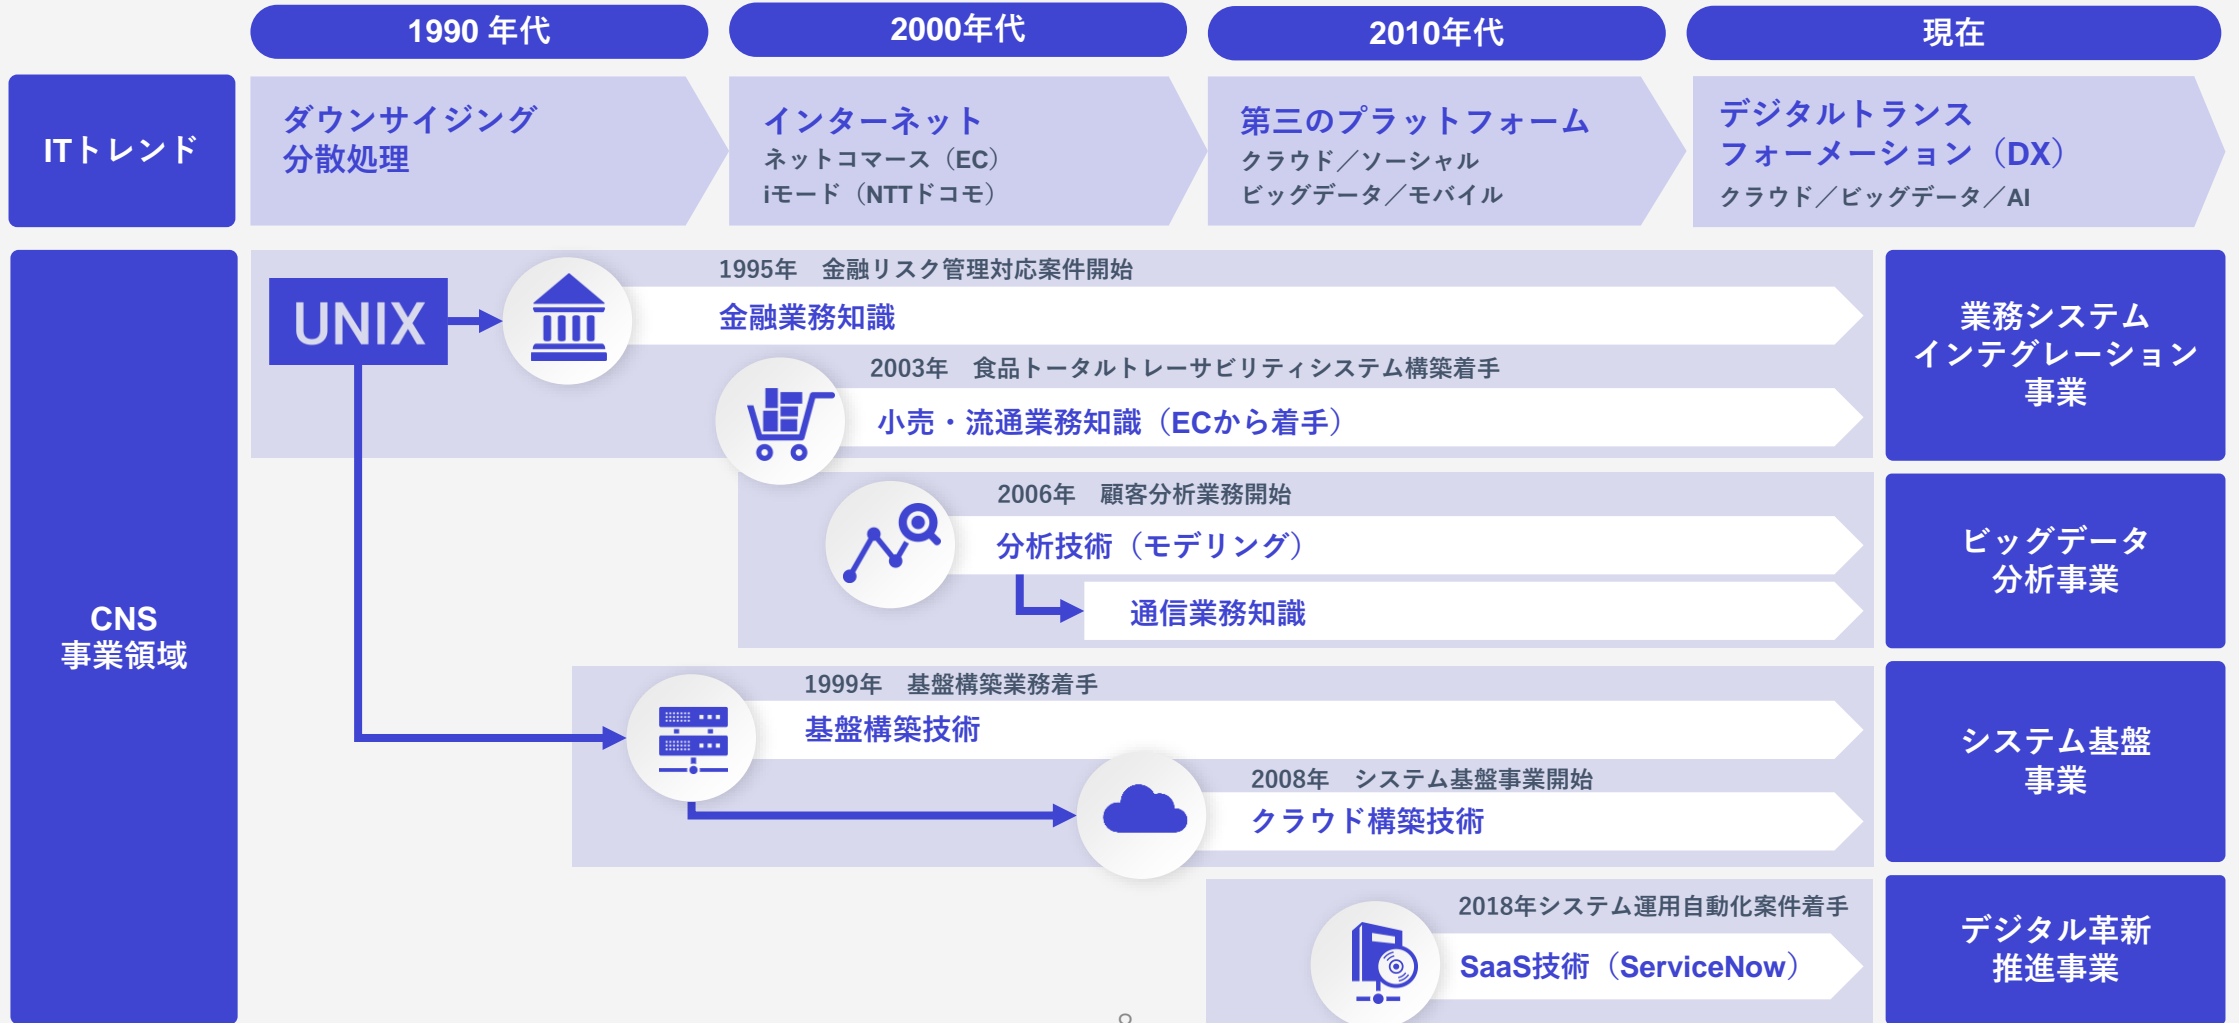 1990 年代
2000年代
2010年代
現在
ITトレンド
ダウンサイジング
分散処理
インターネット
ネットコマース（EC）
iモード（NTTドコモ）
第三のプラットフォーム
クラウド／ソーシャル
ビッグデータ／モバイル
デジタルトランス
フォーメーション（DX）
クラウド／ビッグデータ／AI
CNS
事業領域
UNIX
1995年　金融リスク管理対応案件開始
金融業務知識
2003年　食品トータルトレーサビリティシステム構築着手
小売・流通業務知識（ECから着手）
業務システム
インテグレーション
事業
2006年　顧客分析業務開始
分析技術（モデリング）
通信業務知識
ビッグデータ
分析事業
1999年　基盤構築業務着手
基盤構築技術
2008年　システム基盤事業開始
クラウド構築技術
システム基盤
事業
2018年システム運用自動化案件着手
SaaS技術（ServiceNow）
デジタル革新
推進事業